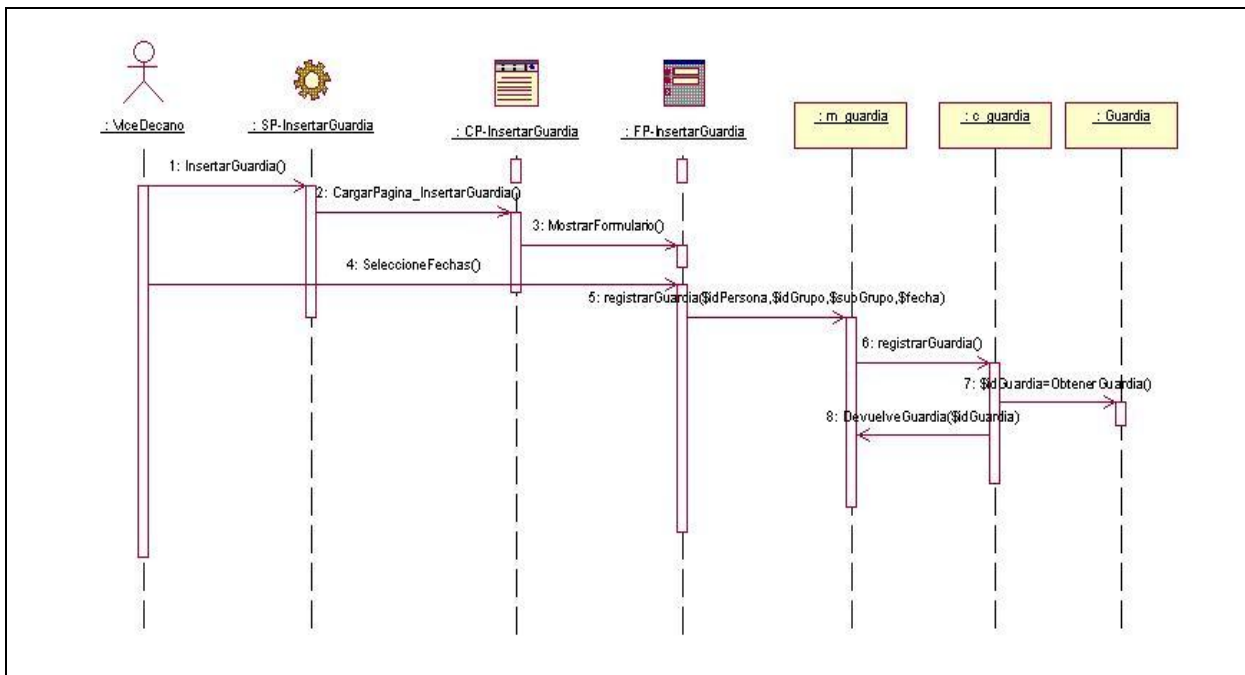 : ViceDecano
: SP-InsertarGuardia
: CP-InsertarGuardia
: FP-InsertarGuardia
: m_guardia
: c_guardia
: Guardia
1: InsertarGuardia()
2: CargarPagina_InsertarGuardia()
3: MostrarFormulario()
4: SeleccioneFechas()
5: registrarGuardia($idPersona,$idGrupo,$subGrupo,$fecha)
6: registrarGuardia()
7: $idGuardia=ObtenerGuardia()
8: DevuelveGuardia($idGuardia)